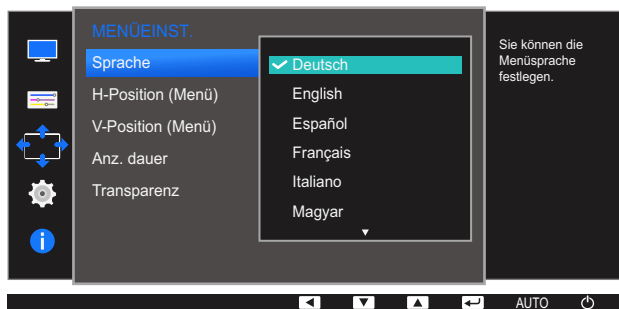 MENÜEINST.
Sprache
H-Position (Menü)
V-Position (Menü)
Anz. dauer
Transparenz
Deutsch
English
Español
Français
Italiano
Magyar
Sie können die
Menüsprache
festlegen.
AUTO